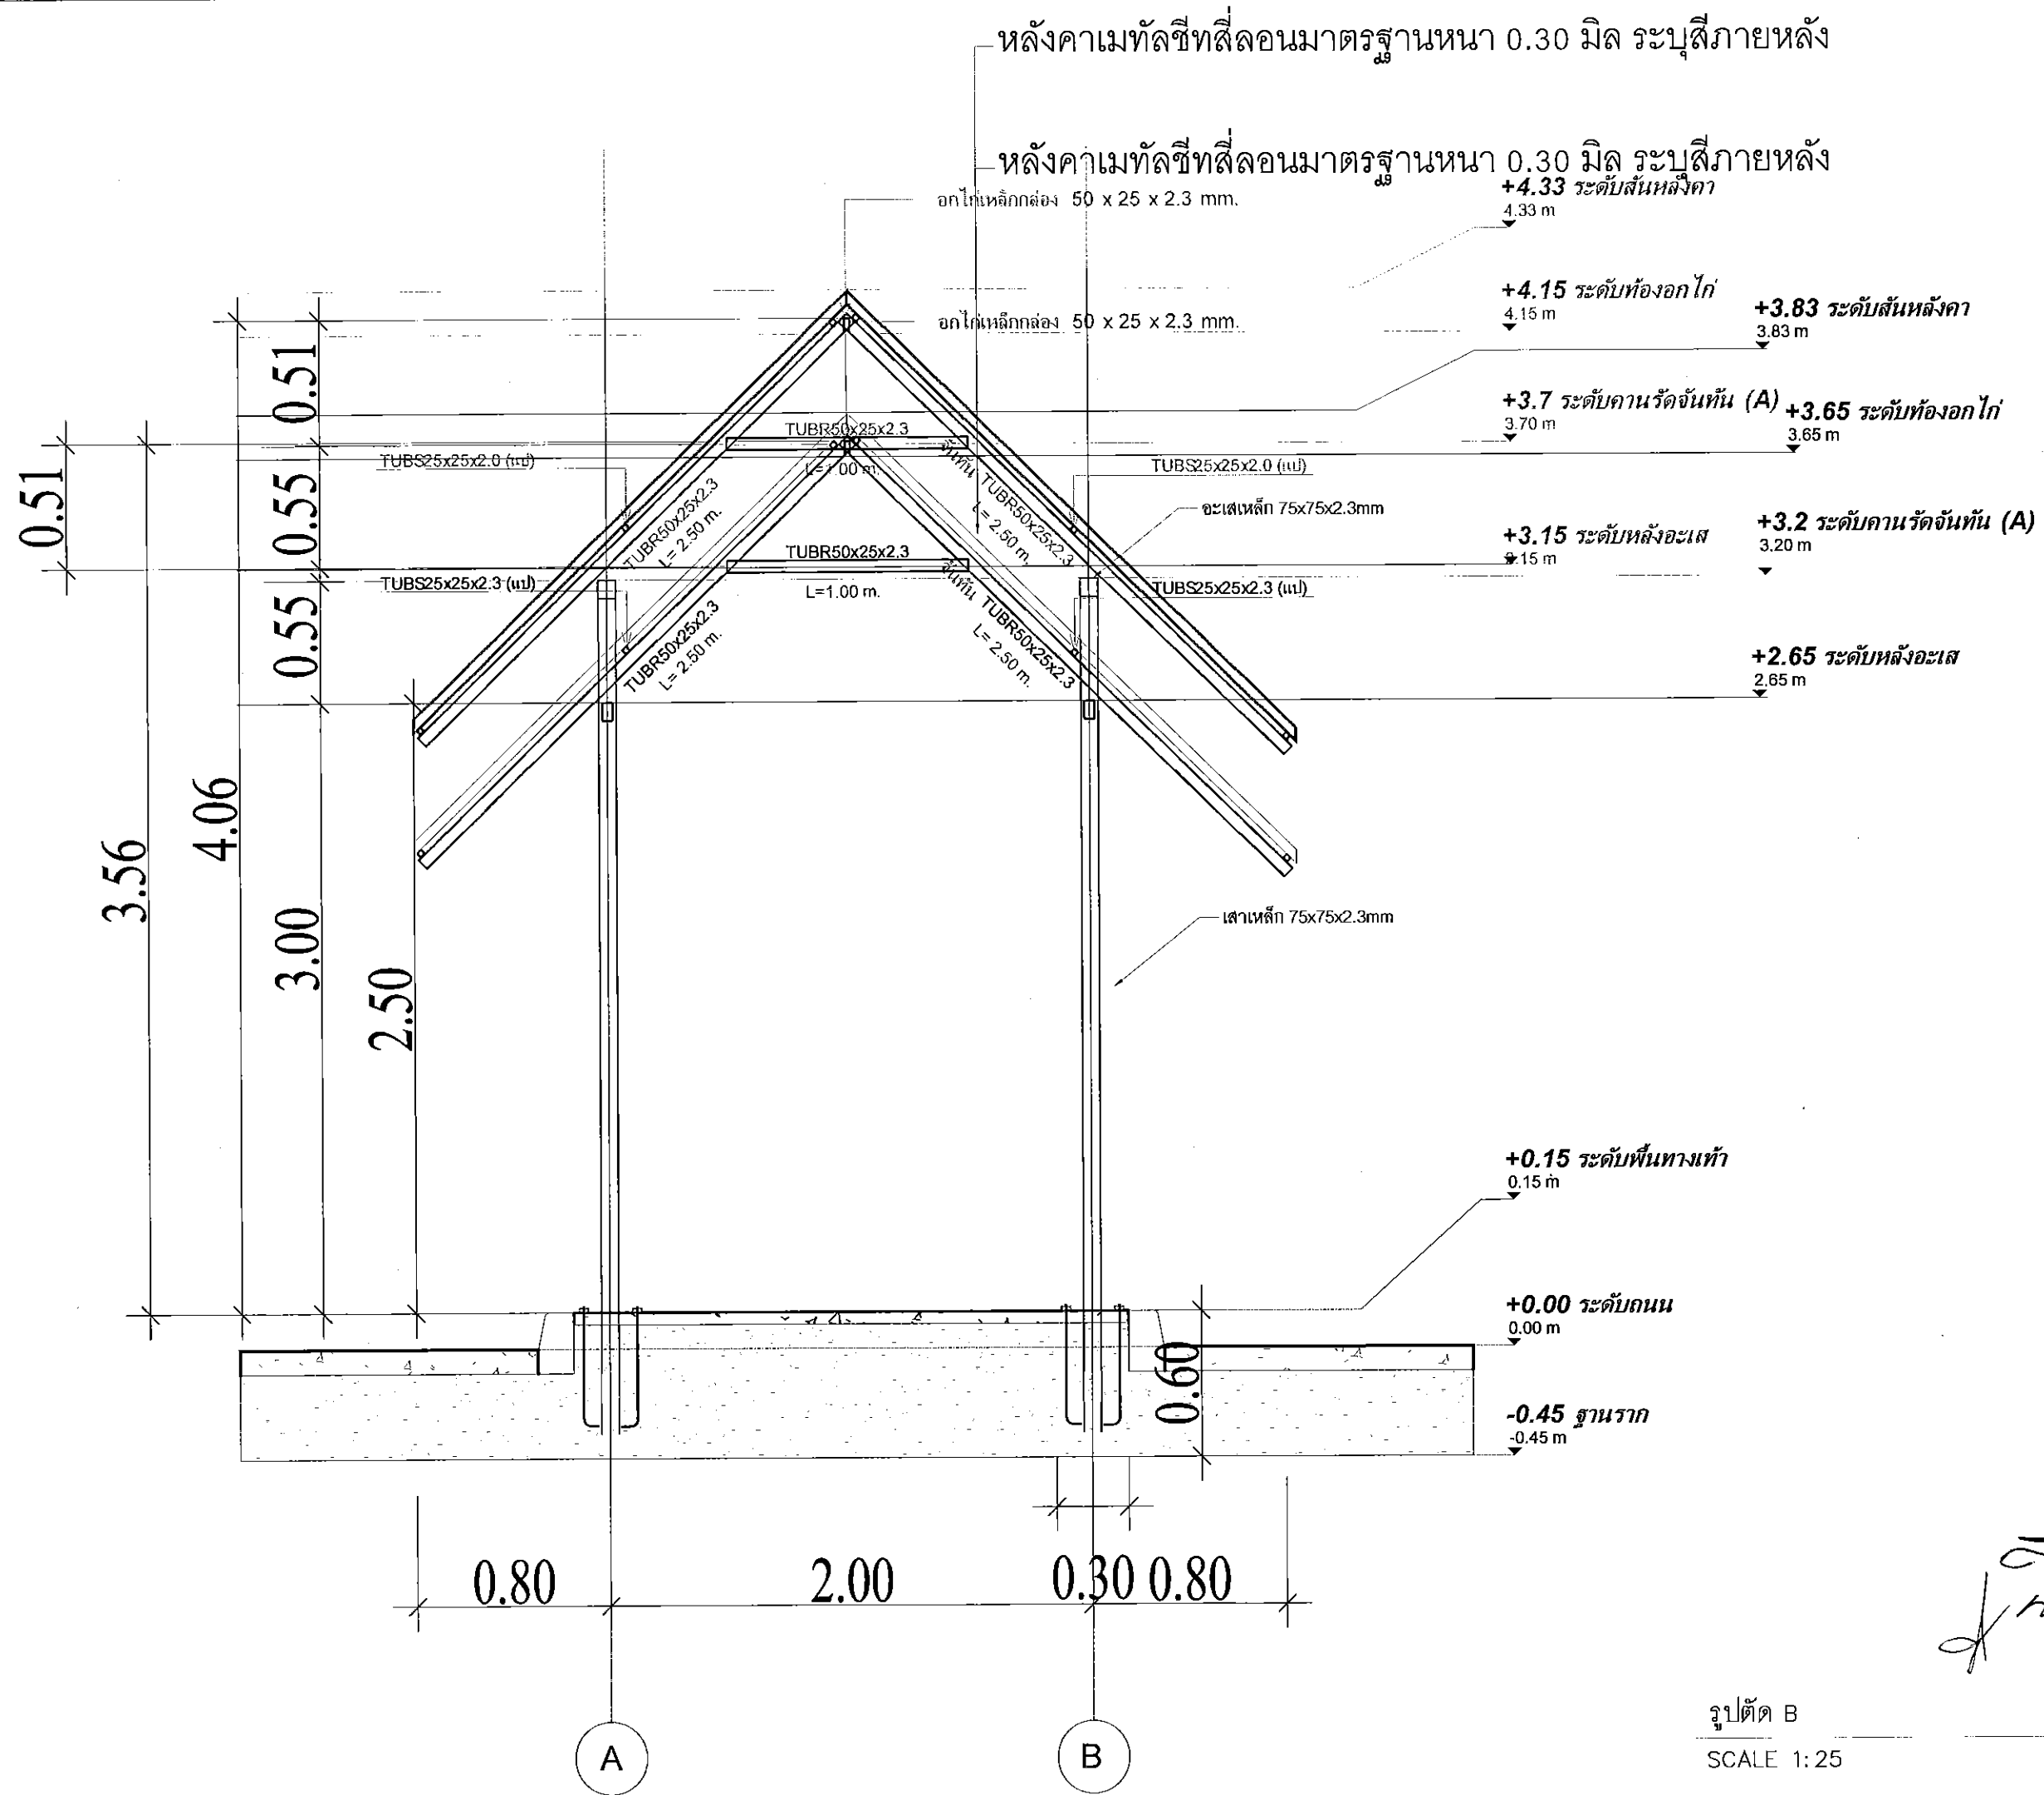 หลังคาเมทัลชีทสี่ลอนมาตรฐานหนา 0.30 มิล ระบุสีภายหลัง
หลังคาเมทัลชีทสี่ลอนมาตรฐานหนา 0.30 มิล ระบุสีภายหลัง
อกไก่เหล็กกล่อง 50 x 25 x 2.3 mm.
+4.33 ระดับสันหลังคา
4.33 m
อกไก่เหล็กกล่อง 50 x 25 x 2.3 mm.
+4.15 ระดับท้องอกไก่
4.15 m
+3.83 ระดับสันหลังคา
3.83 m
+3.7 ระดับคานรัดจันทัน (A)
3.70 m
+3.65 ระดับท้องอกไก่
3.65 m
TUBR50x25x2.3
L=1.00 m.
TUBS25x25x2.0 (แป)
TUBS25x25x2.0 (แป)
อะเสเหล็ก 75x75x2.3mm
TUBR50x25x2.3
L= 2.50 m.
จันทัน TUBR50x25x2.3
L= 2.50 m.
+3.15 ระดับหลังอะเส
3.15 m
+3.2 ระดับคานรัดจันทัน (A)
3.20 m
TUBR50x25x2.3
L=1.00 m.
TUBS25x25x2.3 (แป)
TUBS25x25x2.3 (แป)
TUBR50x25x2.3
L= 2.50 m.
จันทัน TUBR50x25x2.3
L= 2.50 m.
+2.65 ระดับหลังอะเส
2.65 m
0.51
0.51
0.55
0.55
3.56
4.06
3.00
2.50
เสาเหล็ก 75x75x2.3mm
+0.15 ระดับพื้นทางเท้า
0.15 m
+0.00 ระดับถนน
0.00 m
0.60
-0.45 ฐานราก
-0.45 m
0.80
2.00
0.30
0.80
A
B
รูปตัด B
SCALE 1:25